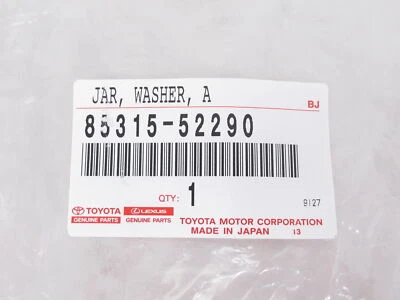 JAR, WASHER, A
BJ
85315-52290
QTY: 1
9127
TOYOTA LEXUS
GENUINE PARTS GENUINE PARTS
TOYOTA MOTOR CORPORATION
MADE IN JAPAN 13